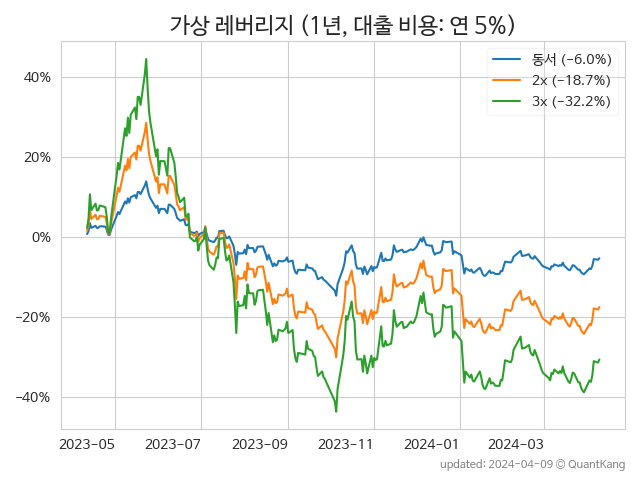 가상 레버리지 (1년, 대출 비용: 연 5%)
동서 (−6.0%)
2x (−18.7%)
3x (−32.2%)
40%
20%
0%
−20%
−40%
2023-05 2023-07 2023-09 2023-11 2024-01 2024-03
updated: 2024-04-09 © QuantKang